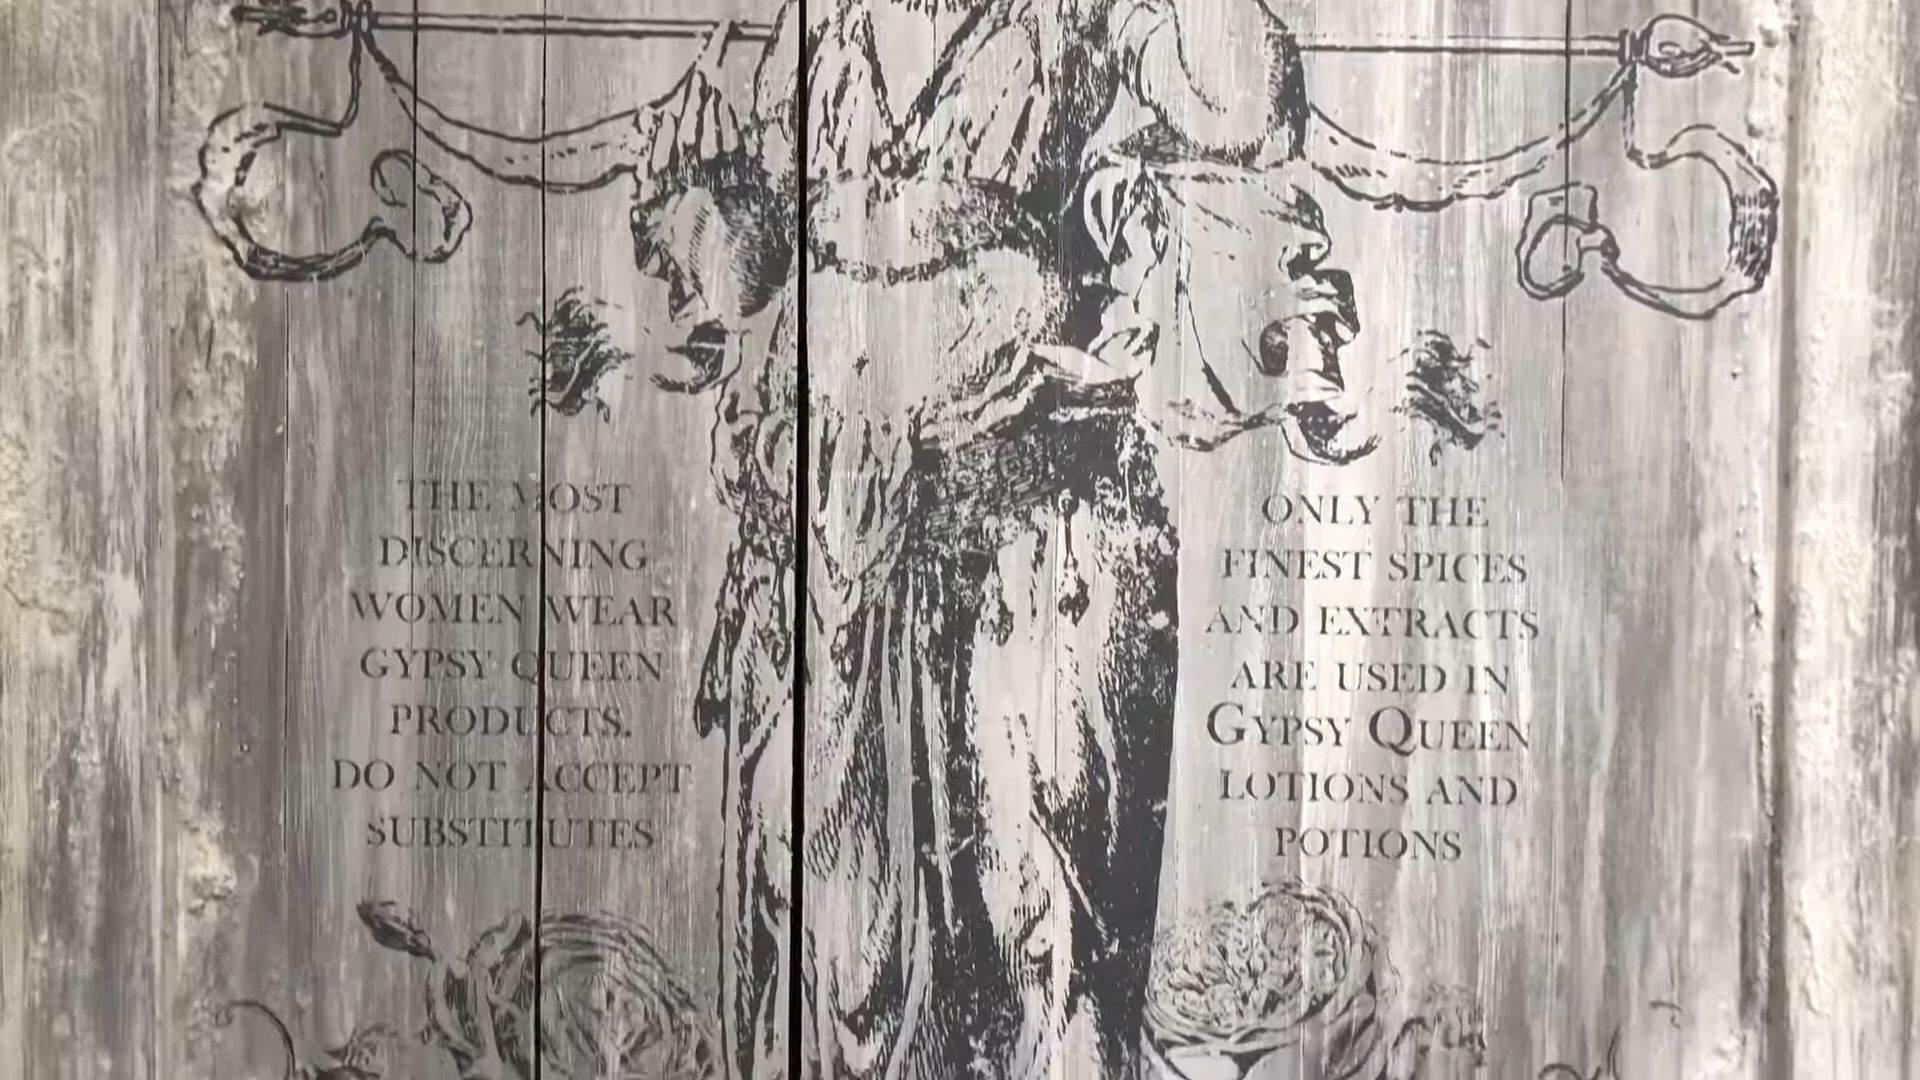 THE MOST
DISCERNING
WOMEN WEAR
GYPSY QUEEN
PRODUCTS.
DO NOT ACCEPT
SUBSTITUTES
ONLY THE
FINEST SPICES
AND EXTRACTS
ARE USED IN
GYPSY QUEEN
LOTIONS AND
POTIONS